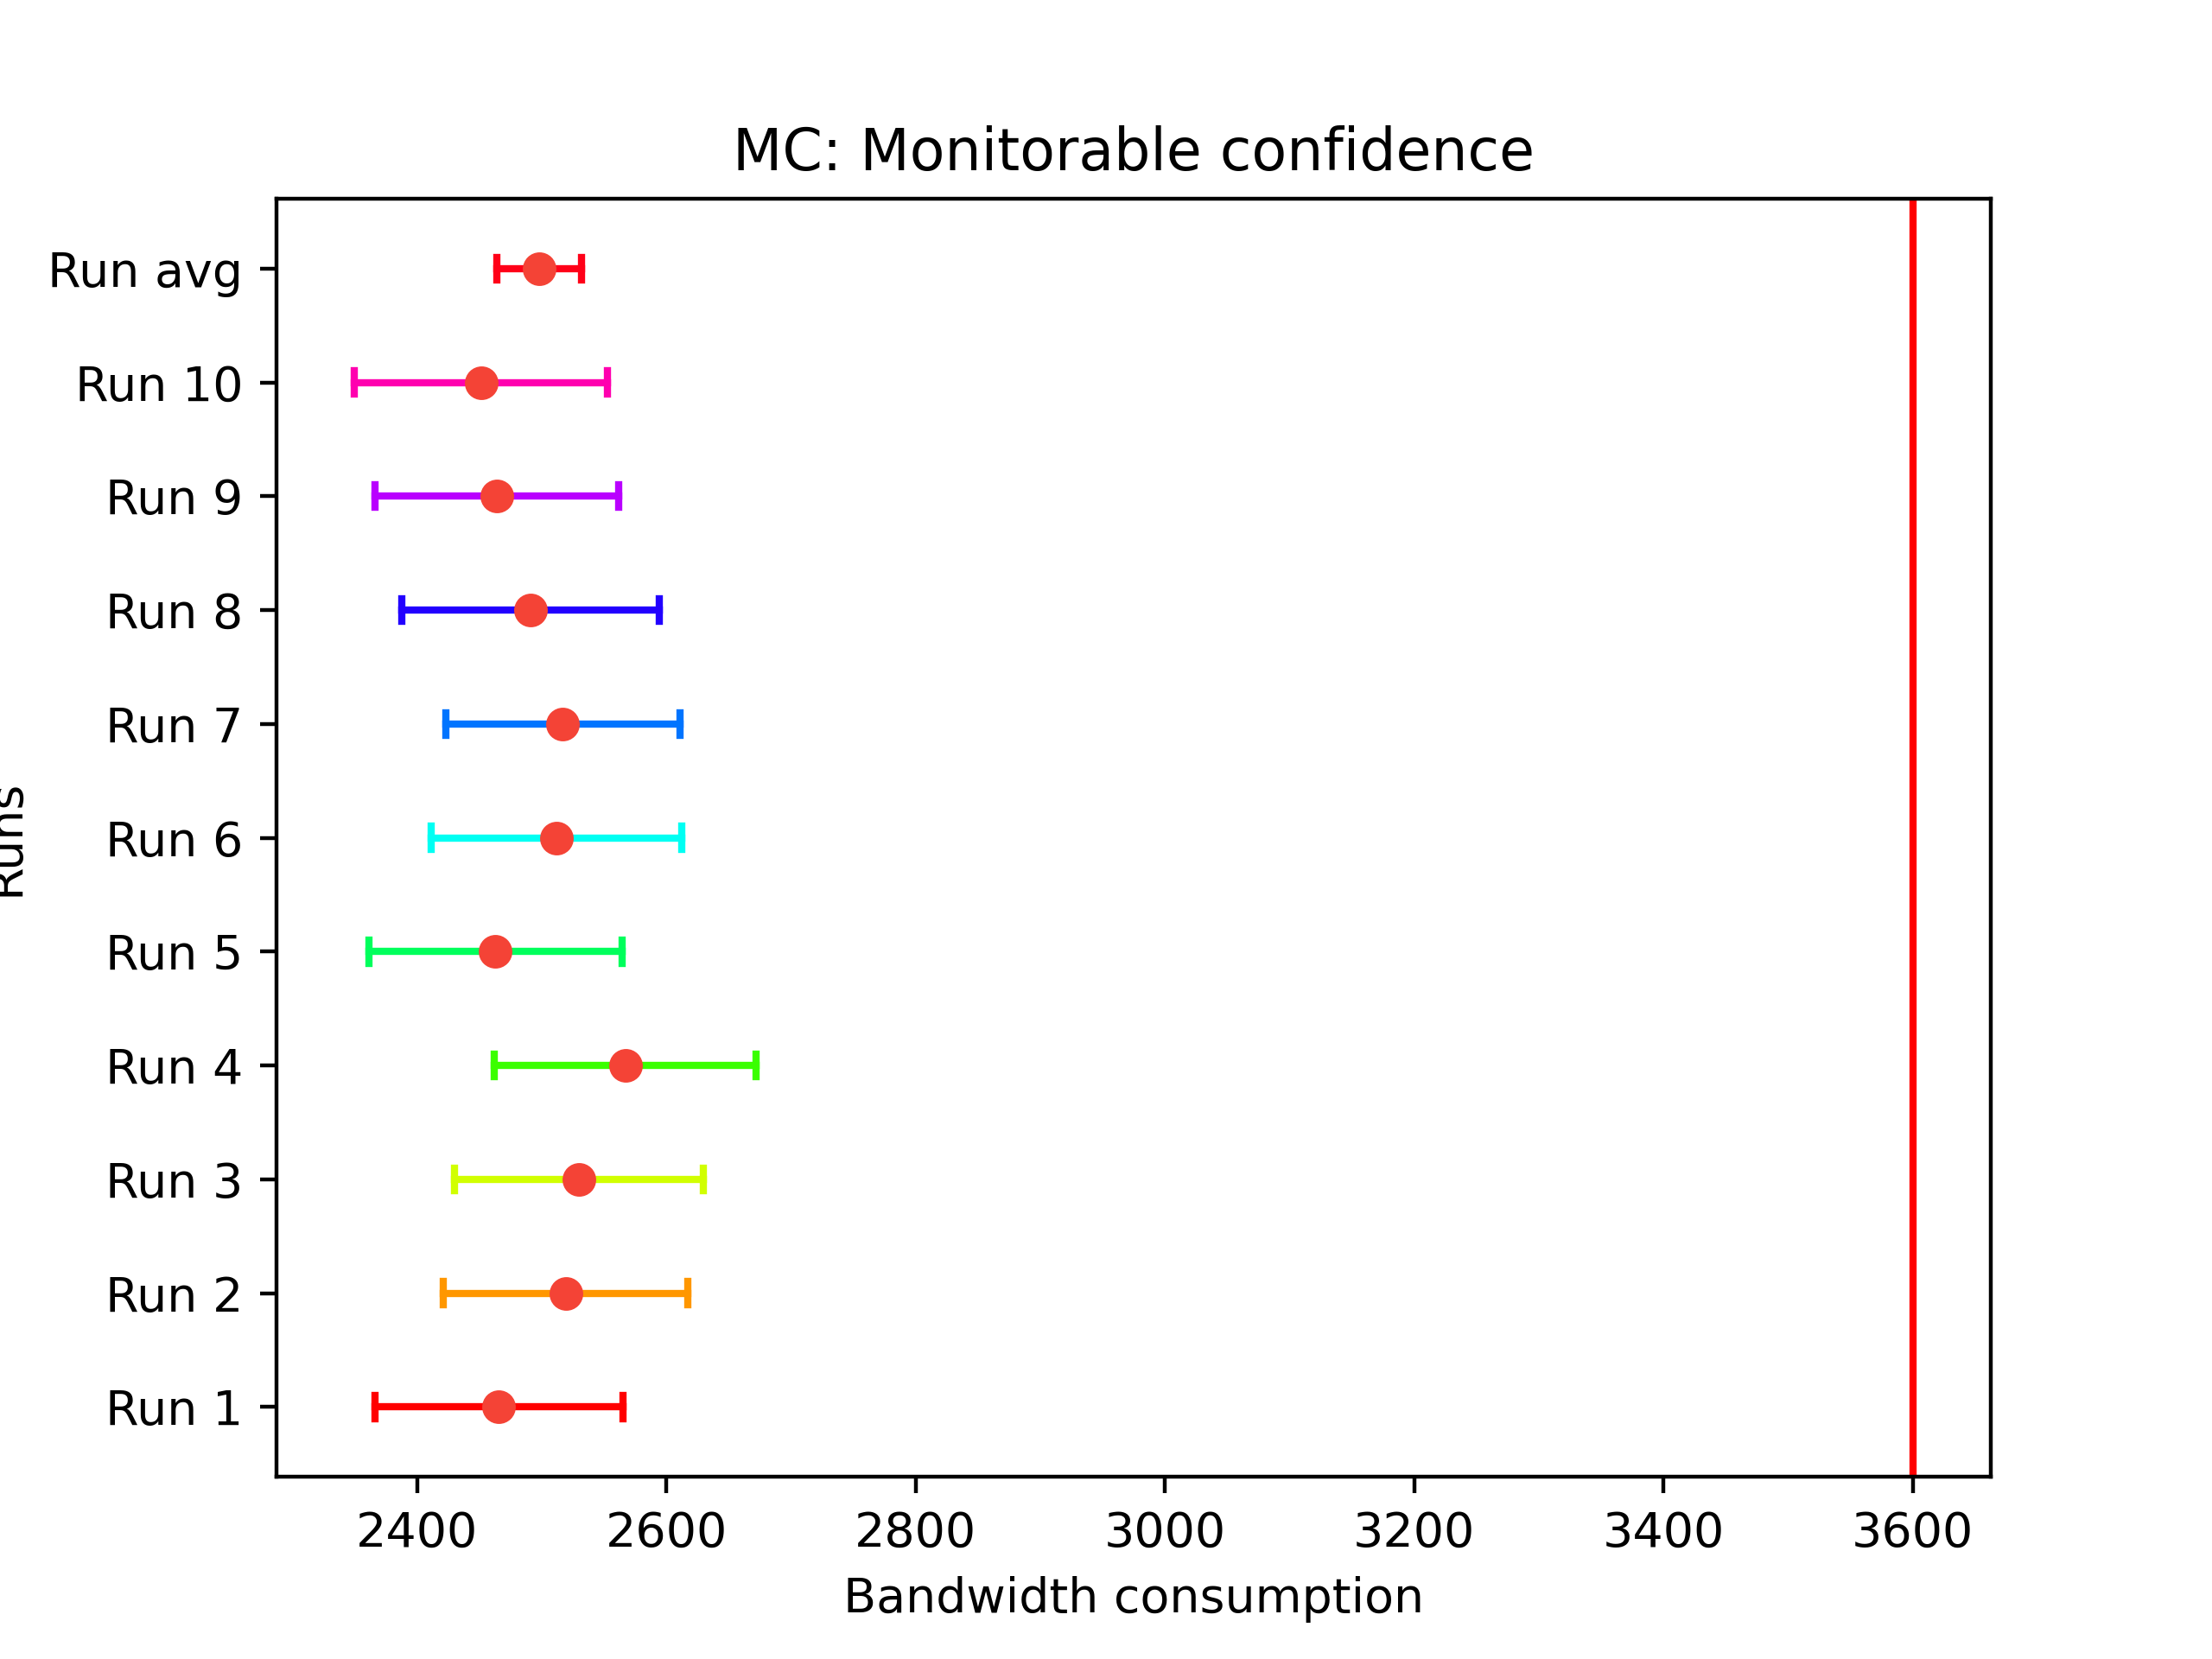 MC: Monitorable confidence
Run avg
Run 10
Run 9
Run 8
Run 7
Run 6
Run 5
Run 4
Run 3
Run 2
Run 1
Runs
2400 2600 2800 3000 3200 3400 3600
Bandwidth consumption